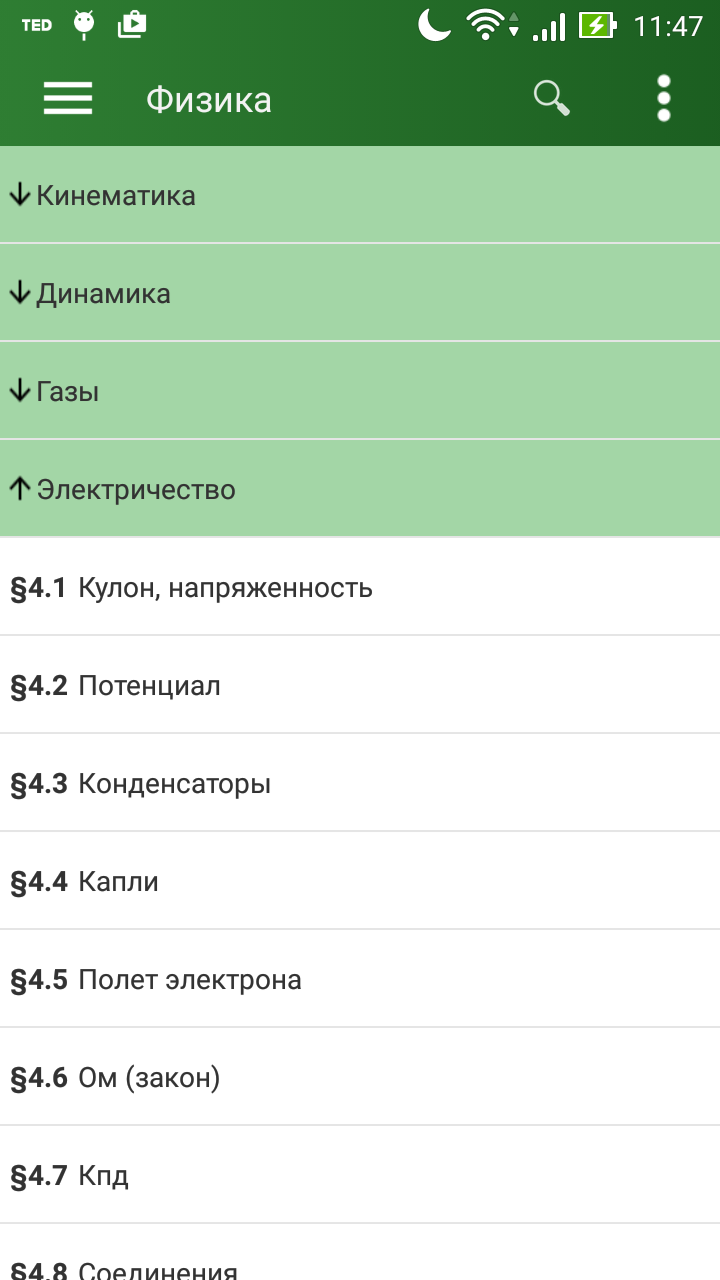 TED 11:47
Физика
Кинематика
Динамика
Газы
Электричество
§4.1 Кулон, напряженность
§4.2 Потенциал
§4.3 Конденсаторы
§4.4 Капли
§4.5 Полет электрона
§4.6 Ом (закон)
§4.7 Кпд
§4.8 Соединения